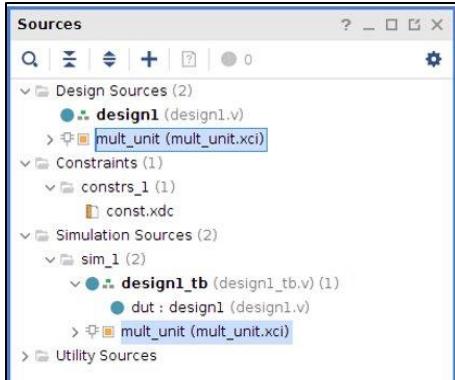 Sources
? _
0
Design Sources (2)
design1 (design1.v)
mult_unit (mult_unit.xci)
Constraints (1)
constrs_1 (1)
const.xdc
Simulation Sources (2)
sim_1 (2)
design1_tb (design1_tb.v) (1)
dut : design1 (design1.v)
mult_unit (mult_unit.xci)
Utility Sources